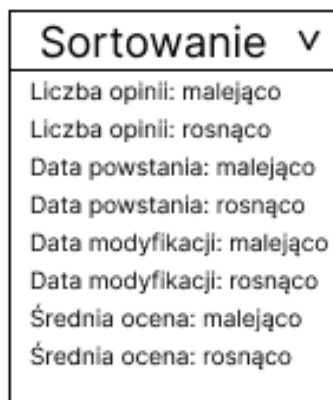 Sortowanie
Liczba opinii: malejąco
Liczba opinii: rosnąco
Data powstania: malejąco
Data powstania: rosnąco
Data modyfikacji: malejąco
Data modyfikacji: rosnąco
Średnia ocena: malejąco
Średnia ocena: rosnąco